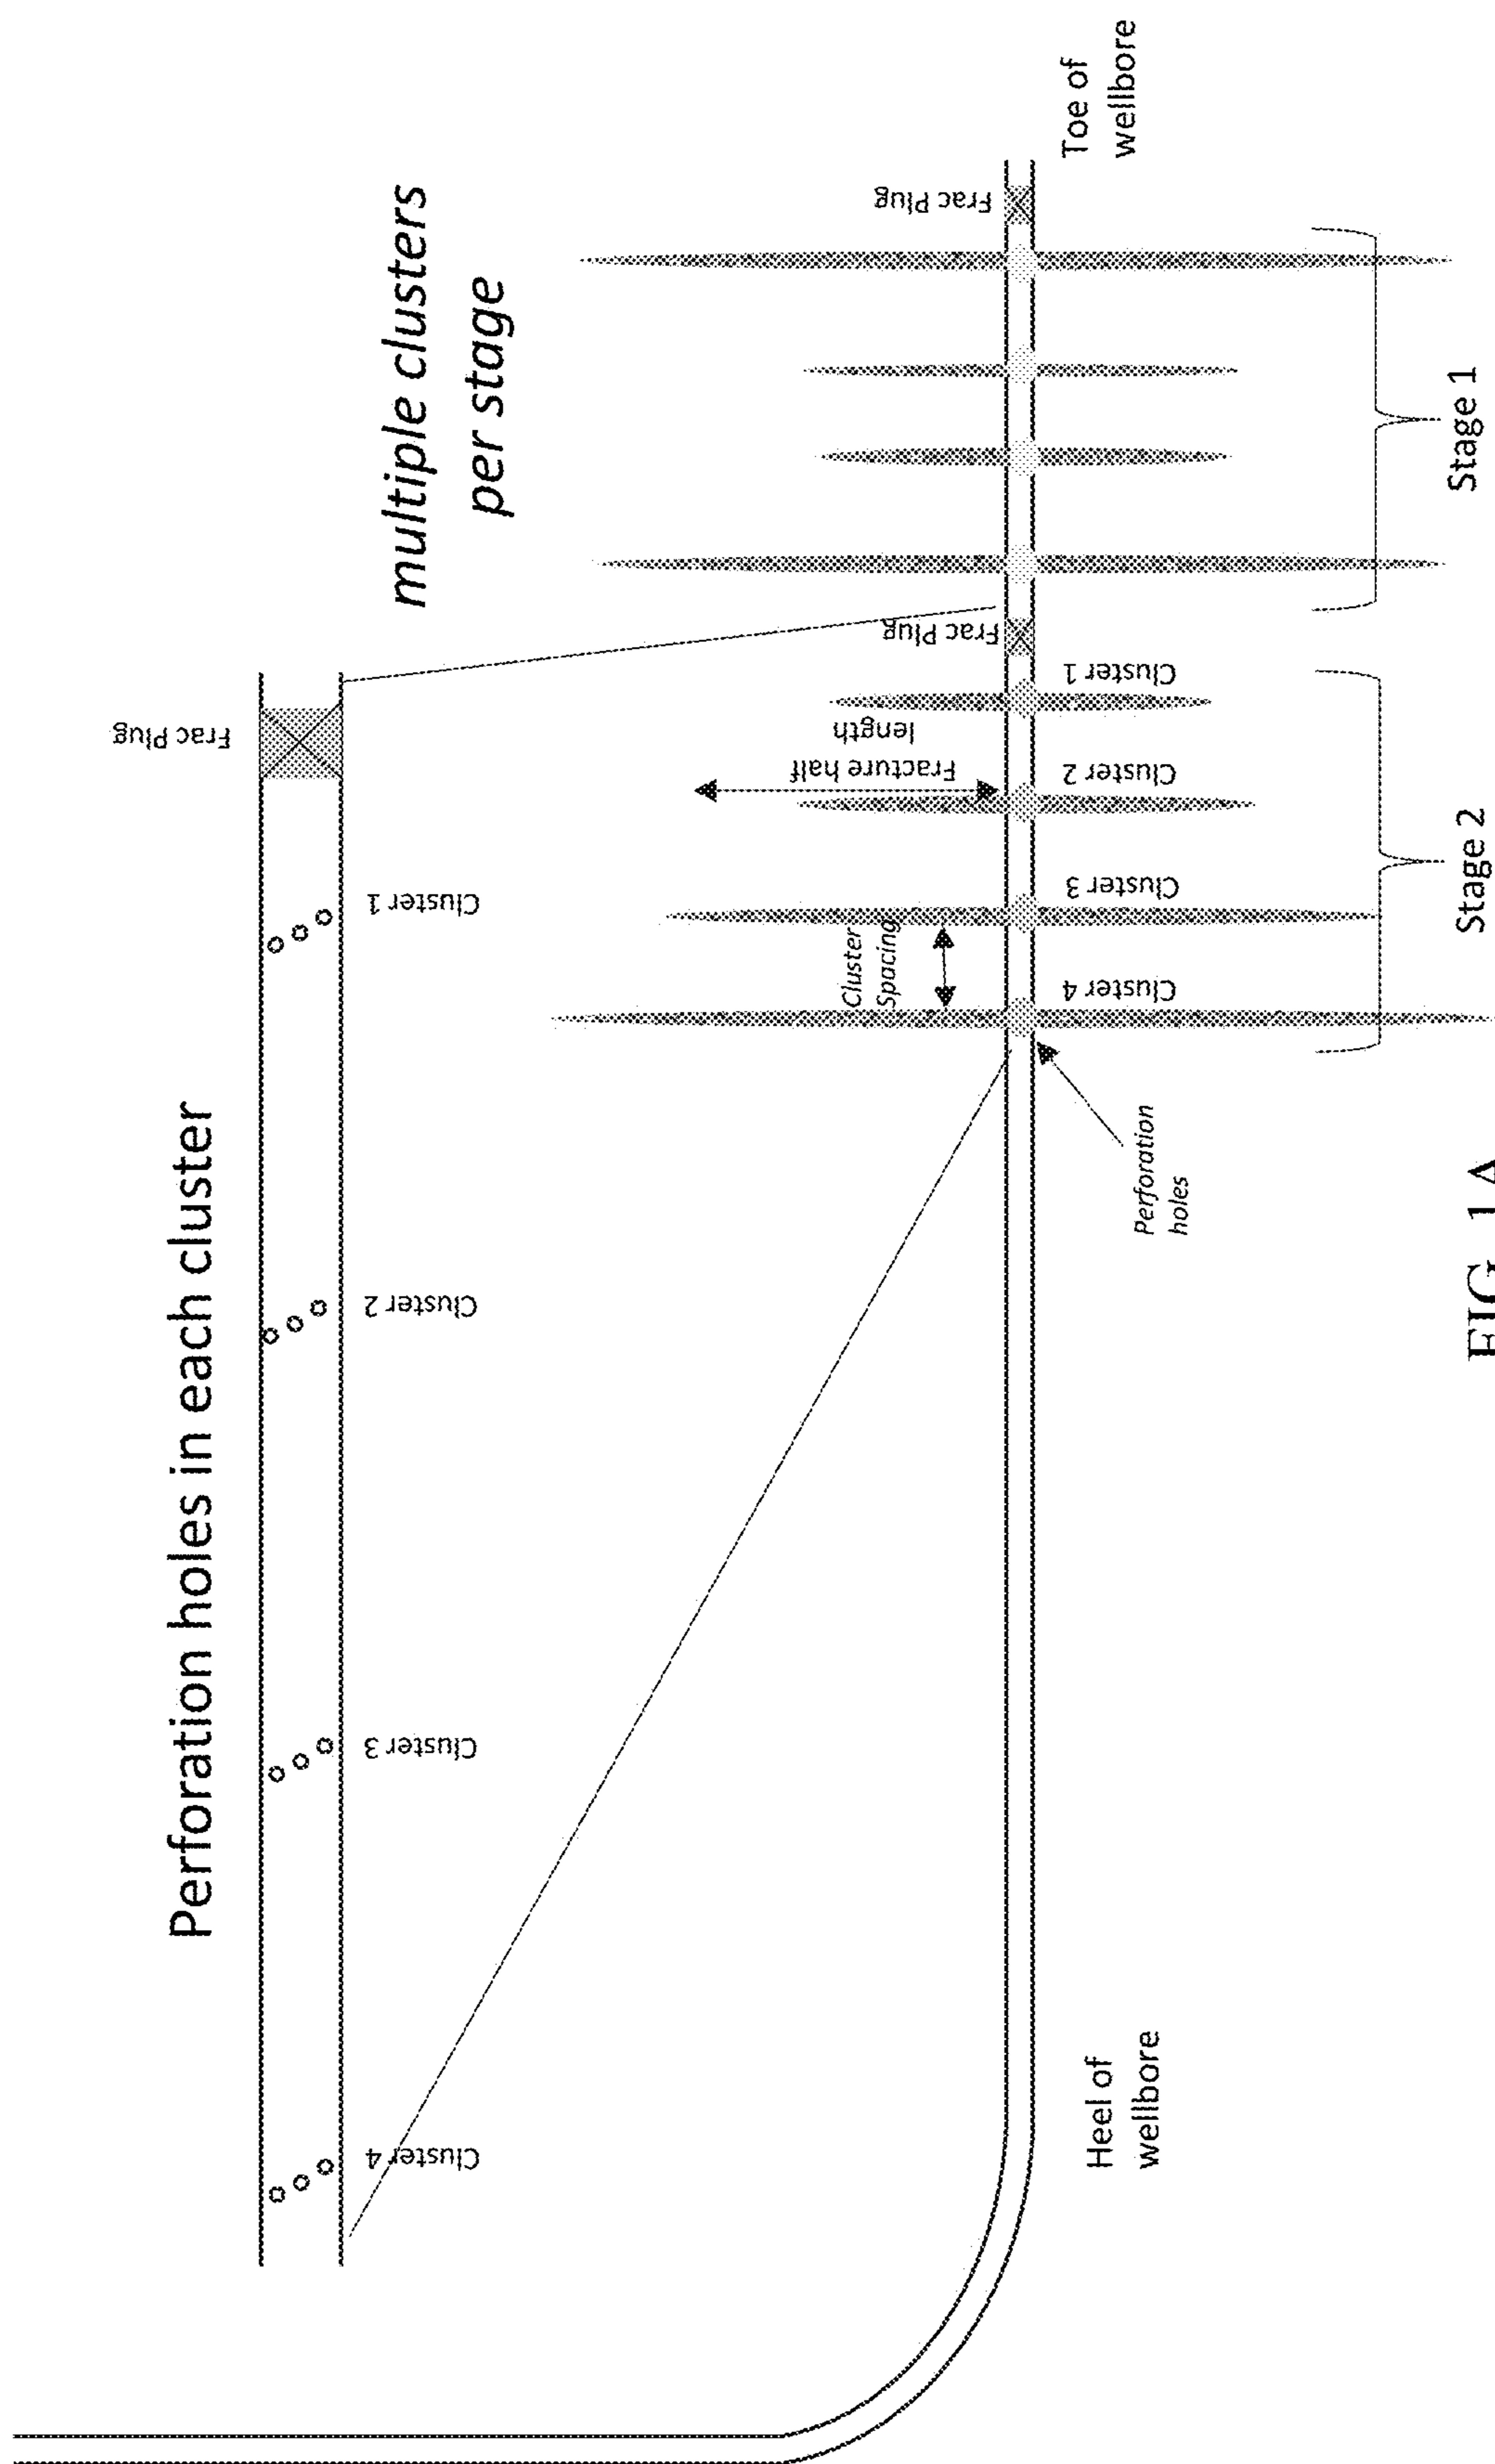 Perforation holes in each cluster
Frac Plug
Cluster 4
Cluster 3
Cluster 2
Cluster 1
multiple clusters
per stage
Cluster
Spacing
Fracture half
length
Frac Plug
Frac Plug
Heel of
wellbore
Perforation
holes
Cluster 4
Cluster 3
Cluster 2
Cluster 1
Toe of
wellbore
Stage 2
Stage 1
FIG. 1A